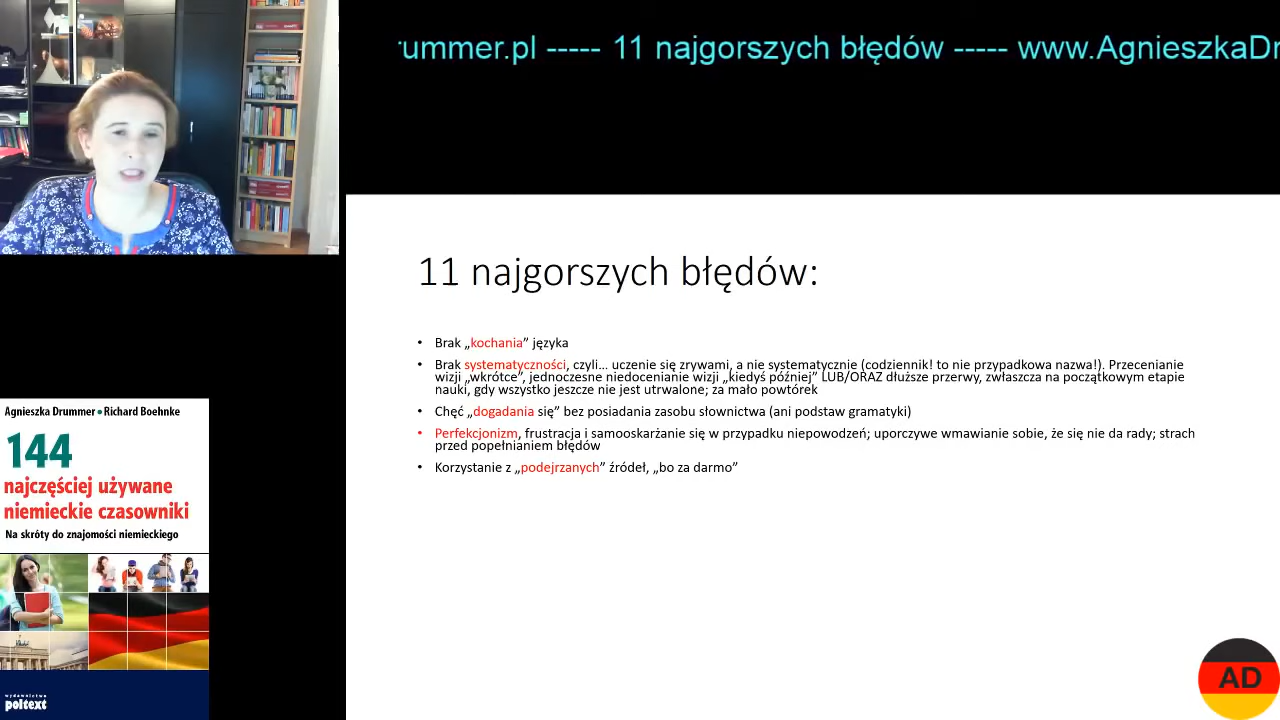 ummer.pl ----- 11 najgorszych błędów ----- www.AgnieszkaDr
11 najgorszych błędów:
• Brak „kochania” języka
• Brak systematyczności, czyli... uczenie się zrywami, a nie systematycznie (codziennik! to nie przypadkowa nazwa!). Przecenianie
wizji „wkrótce”, jednoczesne niedocenianie wizji „kiedyś później” LUB/ORAZ dłuższe przerwy, zwłaszcza na początkowym etapie
nauki, gdy wszystko jeszcze nie jest utrwalone; za mało powtórek
• Chęć „dogadania się” bez posiadania zasobu słownictwa (ani podstaw gramatyki)
• Perfekcjonizm, frustracja i samooskarżanie się w przypadku niepowodzeń; uporczywe wmawianie sobie, że się nie da rady; strach
przed popełnianiem błędów
• Korzystanie z „podejrzanych” źródeł, „bo za darmo”
Agnieszka Drummer • Richard Boehnke
144
najczęściej używane
niemieckie czasowniki
Na skróty do znajomości niemieckiego
wydawnictwo
poltext
AD